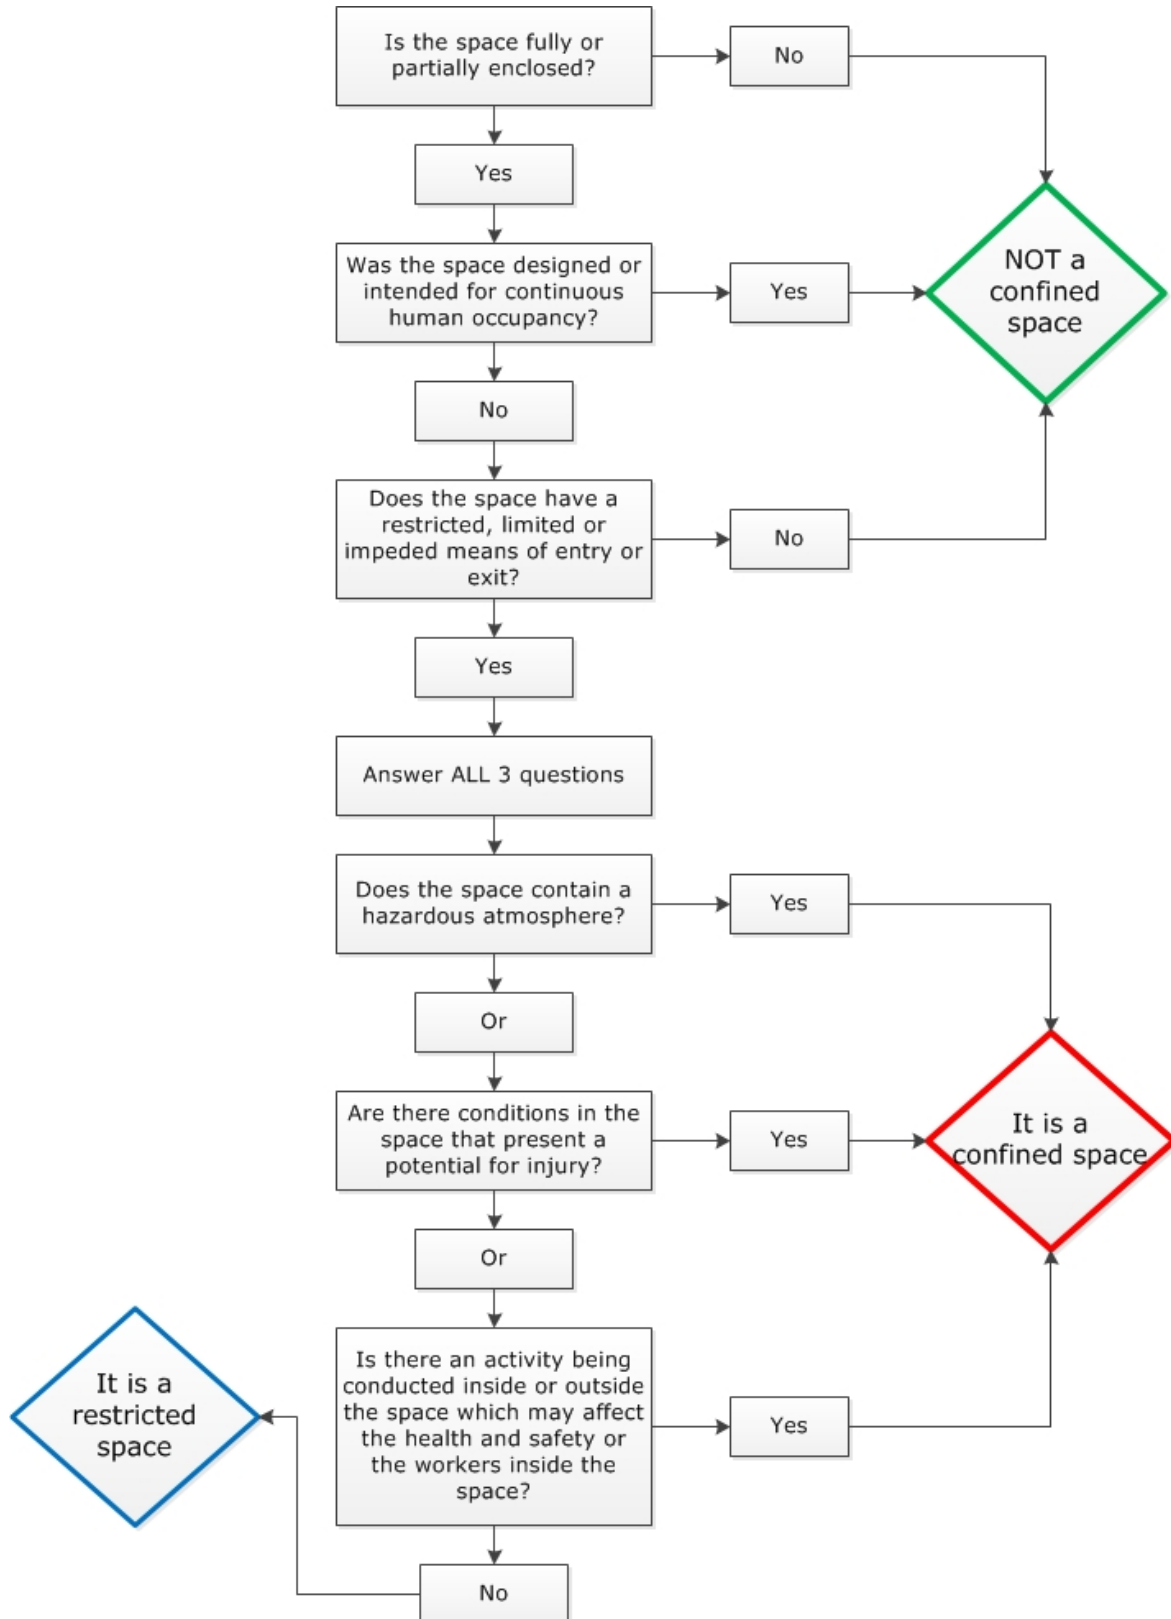 Is the space fully or
partially enclosed?
No
Yes
Was the space designed or
intended for continuous
human occupancy?
Yes
NOT a
confined
space
No
Does the space have a
restricted, limited or
impeded means of entry or
exit?
No
Yes
Answer ALL 3 questions
Does the space contain a
hazardous atmosphere?
Yes
Or
Are there conditions in the
space that present a
potential for injury?
Yes
It is a
confined space
Or
Is there an activity being
conducted inside or outside
the space which may affect
the health and safety or
the workers inside the
space?
Yes
It is a
restricted
space
No